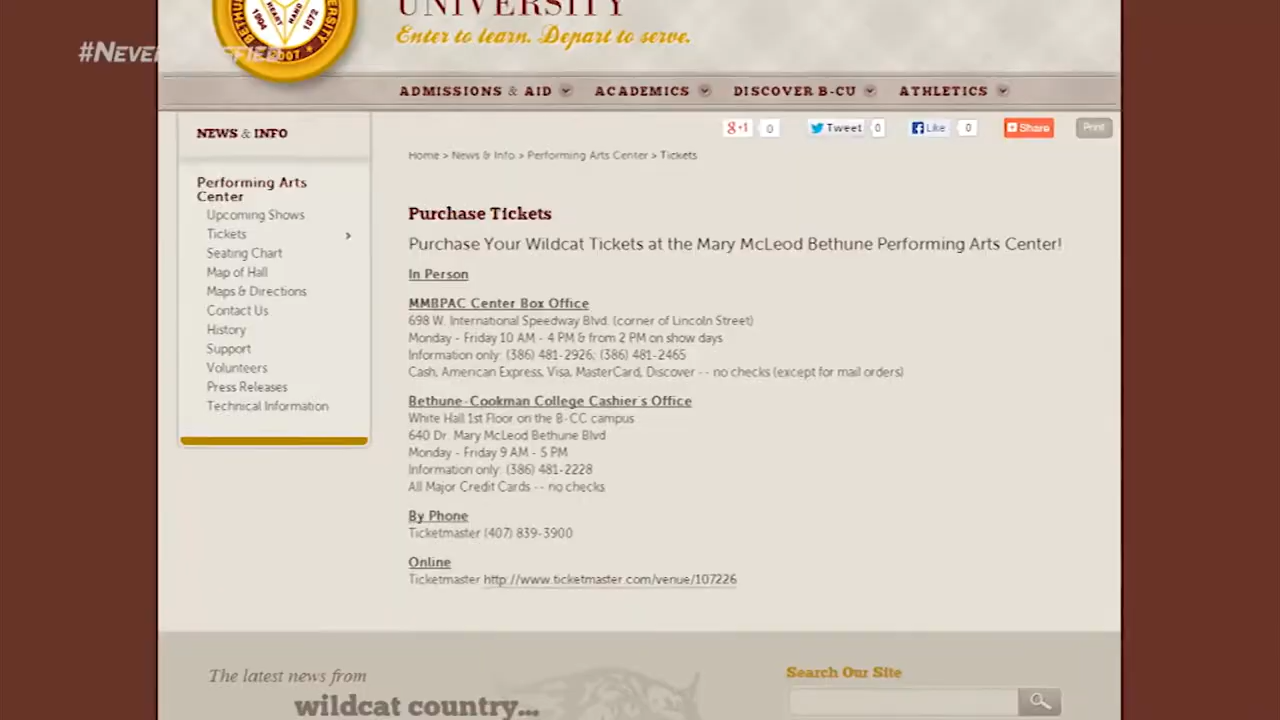 UNIVERSITY
Enter to learn. Depart to serve.
1904
HEART
HAND
1872
2007
ADMISSIONS & AID
ACADEMICS
DISCOVER B-CU
ATHLETICS
NEWS & INFO
g+1 0
Tweet 0
Like 0
Share
Print
Home > News & Info > Performing Arts Center > Tickets
Performing Arts
Center
Upcoming Shows
Tickets
Seating Chart
Map of Hall
Maps & Directions
Contact Us
History
Support
Volunteers
Press Releases
Technical Information
Purchase Tickets
Purchase Your Wildcat Tickets at the Mary McLeod Bethune Performing Arts Center!
In Person
MMBPAC Center Box Office
698 W. International Speedway Blvd. (corner of Lincoln Street)
Monday - Friday 10 AM - 4 PM & from 2 PM on show days
Information only: (386) 481-2926; (386) 481-2465
Cash, American Express, Visa, MasterCard, Discover -- no checks (except for mail orders)
Bethune-Cookman College Cashier's Office
White Hall 1st Floor on the B-CC campus
640 Dr. Mary McLeod Bethune Blvd
Monday - Friday 9 AM - 5 PM
Information only: (386) 481-2228
All Major Credit Cards -- no checks
By Phone
Ticketmaster (407) 839-3900
Online
Ticketmaster http://www.ticketmaster.com/venue/107226
The latest news from
wildcat country...
Search Our Site